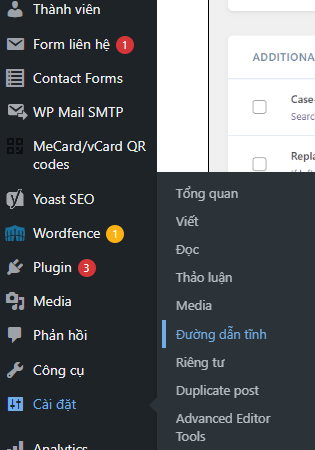 Thành viên
Form liên hệ 1
Contact Forms
WP Mail SMTP
MeCard/vCard QR
codes
Yoast SEO
Wordfence 1
Plugin 3
Media
Phản hồi
Công cụ
Cài đặt
Analytics
Tổng quan
Viết
Đọc
Thảo luận
Media
Đường dẫn tĩnh
Riêng tư
Duplicate post
Advanced Editor
Tools
ADDITIONA
Case-
Searc
Repla